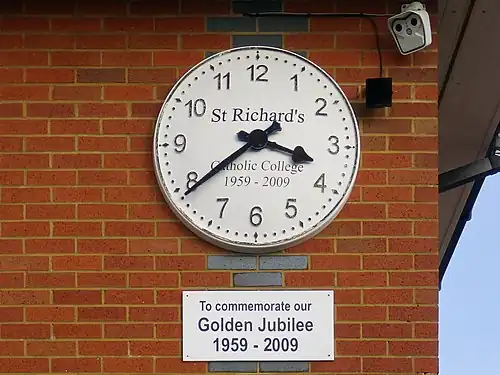 12
11 1
10 2
St Richard's
9 3
Catholic College
8 4
1959 - 2009
7 5
6
To commemorate our
Golden Jubilee
1959 - 2009